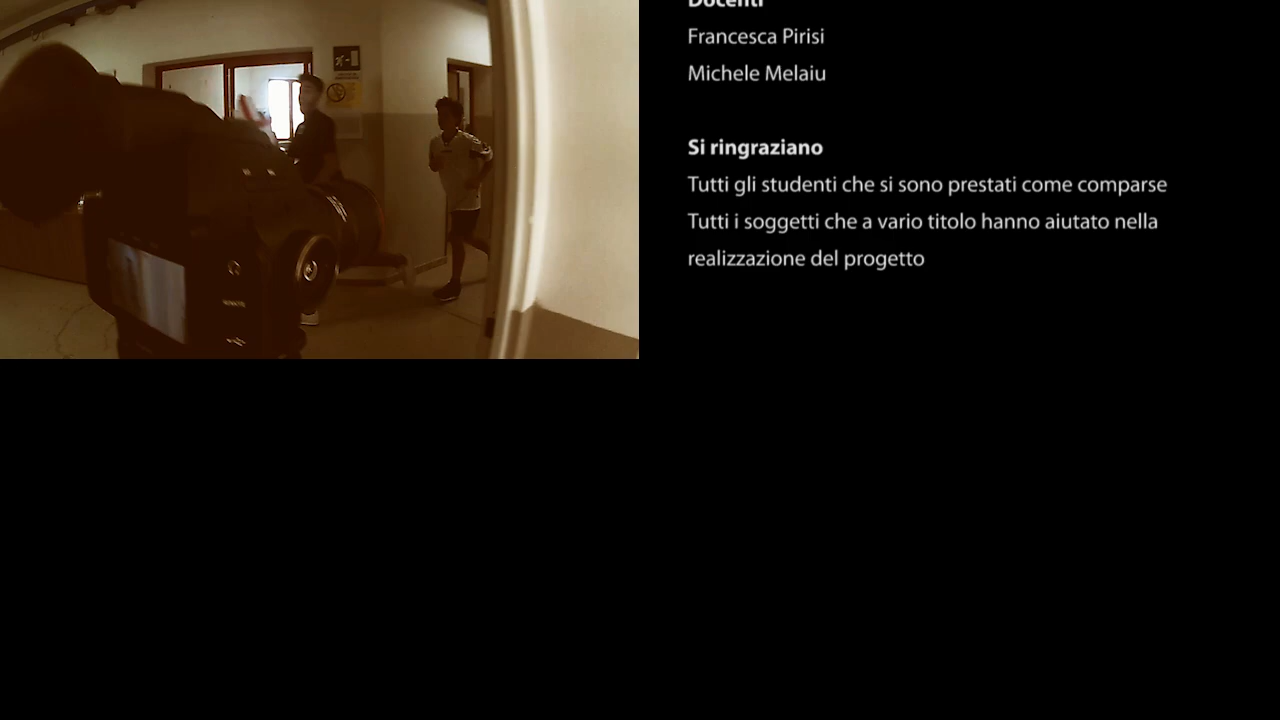 Docenti
Francesca Pirisi
Michele Melaiu
Si ringraziano
Tutti gli studenti che si sono prestati come comparse
Tutti i soggetti che a vario titolo hanno aiutato nella
realizzazione del progetto